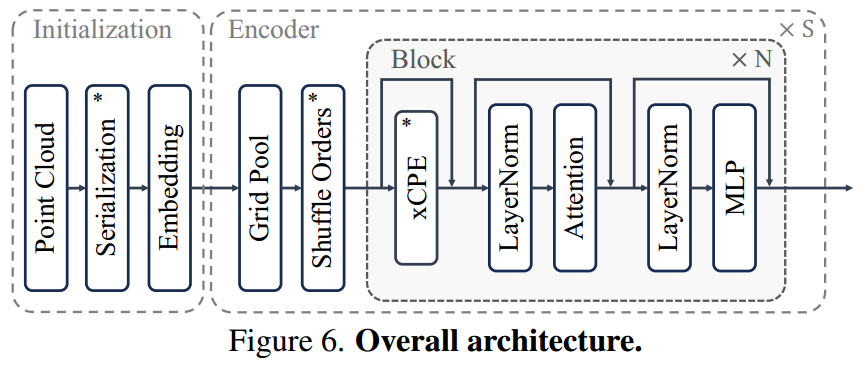 Initialization
Encoder
× S
Block
× N
Point Cloud
Serialization *
Embedding
Grid Pool
Shuffle Orders *
xCPE *
LayerNorm
Attention
LayerNorm
MLP
Figure 6. Overall architecture.